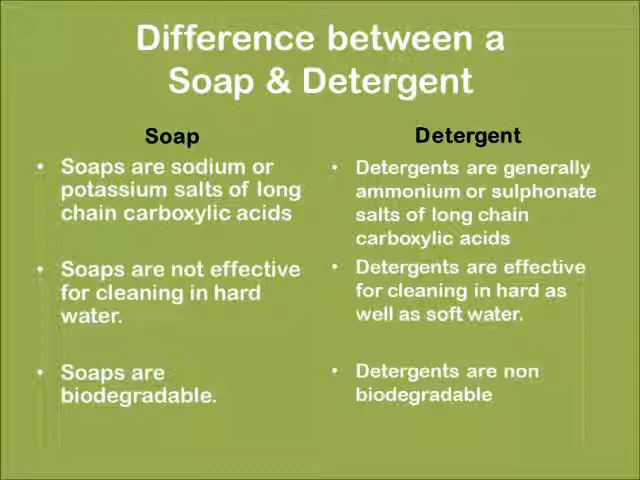 Difference between a
Soap & Detergent
Soap
• Soaps are sodium or
potassium salts of long
chain carboxylic acids
• Soaps are not effective
for cleaning in hard
water.
• Soaps are
biodegradable.
Detergent
• Detergents are generally
ammonium or sulphonate
salts of long chain
carboxylic acids
• Detergents are effective
for cleaning in hard as
well as soft water.
• Detergents are non
biodegradable